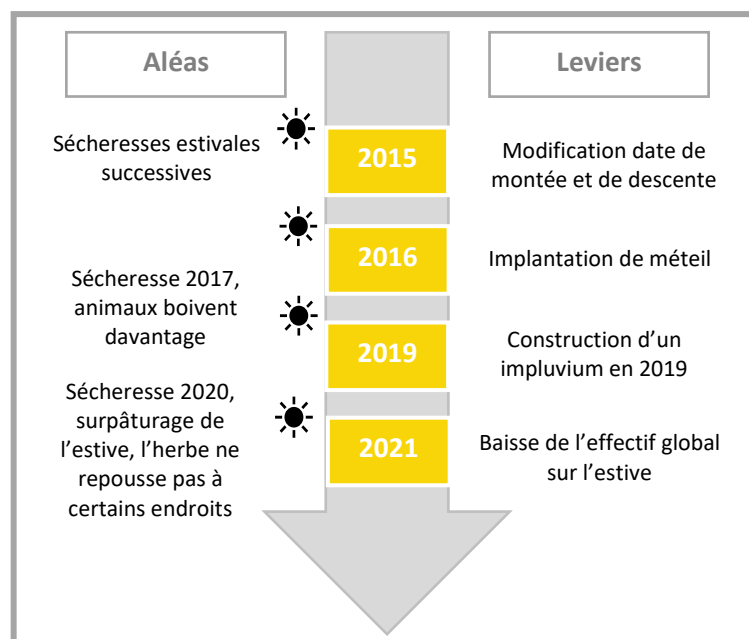 Aléas
Leviers
Sécheresses estivales
successives
2015
Modification date de
montée et de descente
2016
Implantation de méteil
Sécheresse 2017,
animaux boivent
davantage
2019
Construction d’un
impluvium en 2019
Sécheresse 2020,
surpâturage de
l’estive, l’herbe ne
repousse pas à
certains endroits
2021
Baisse de l’effectif global
sur l’estive